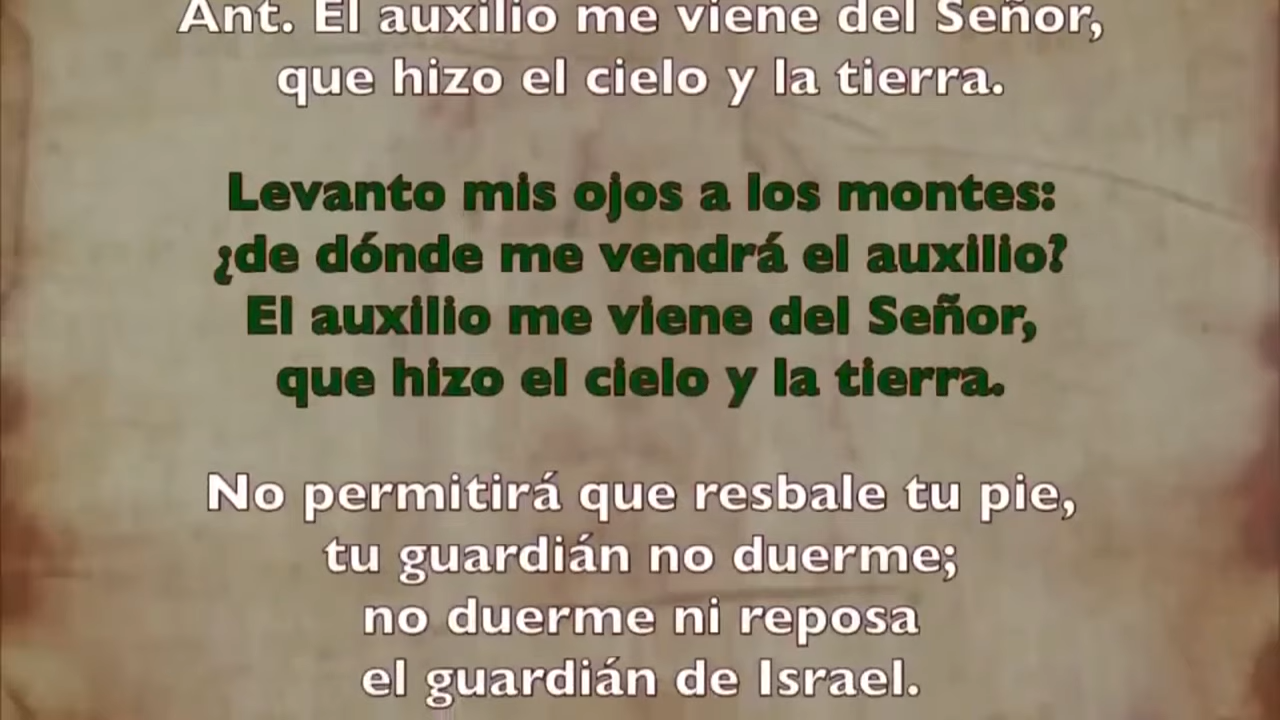 Ant. El auxilio me viene del Señor,
que hizo el cielo y la tierra.
Levanto mis ojos a los montes:
¿de dónde me vendrá el auxilio?
El auxilio me viene del Señor,
que hizo el cielo y la tierra.
No permitirá que resbale tu pie,
tu guardián no duerme;
no duerme ni reposa
el guardián de Israel.